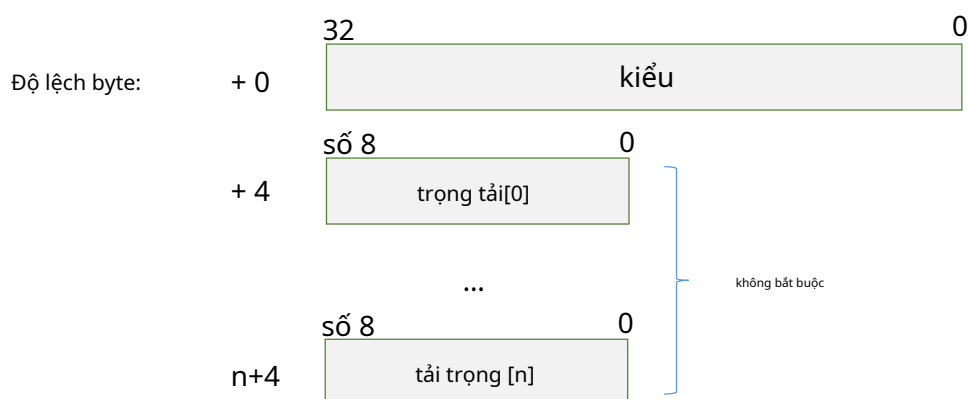 32 0
Độ lệch byte: + 0 kiểu
số 8 0
+ 4 trọng tải[0]
... không bắt buộc
số 8 0
n+4 tải trọng [n]